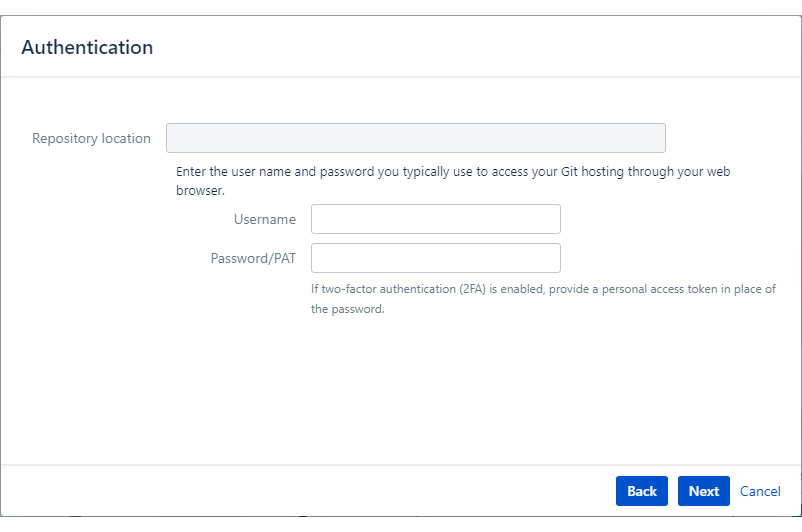 Authentication
Repository location
Enter the user name and password you typically use to access your Git hosting through your web
browser.
Username
Password/PAT
If two-factor authentication (2FA) is enabled, provide a personal access token in place of
the password.
Back Next Cancel